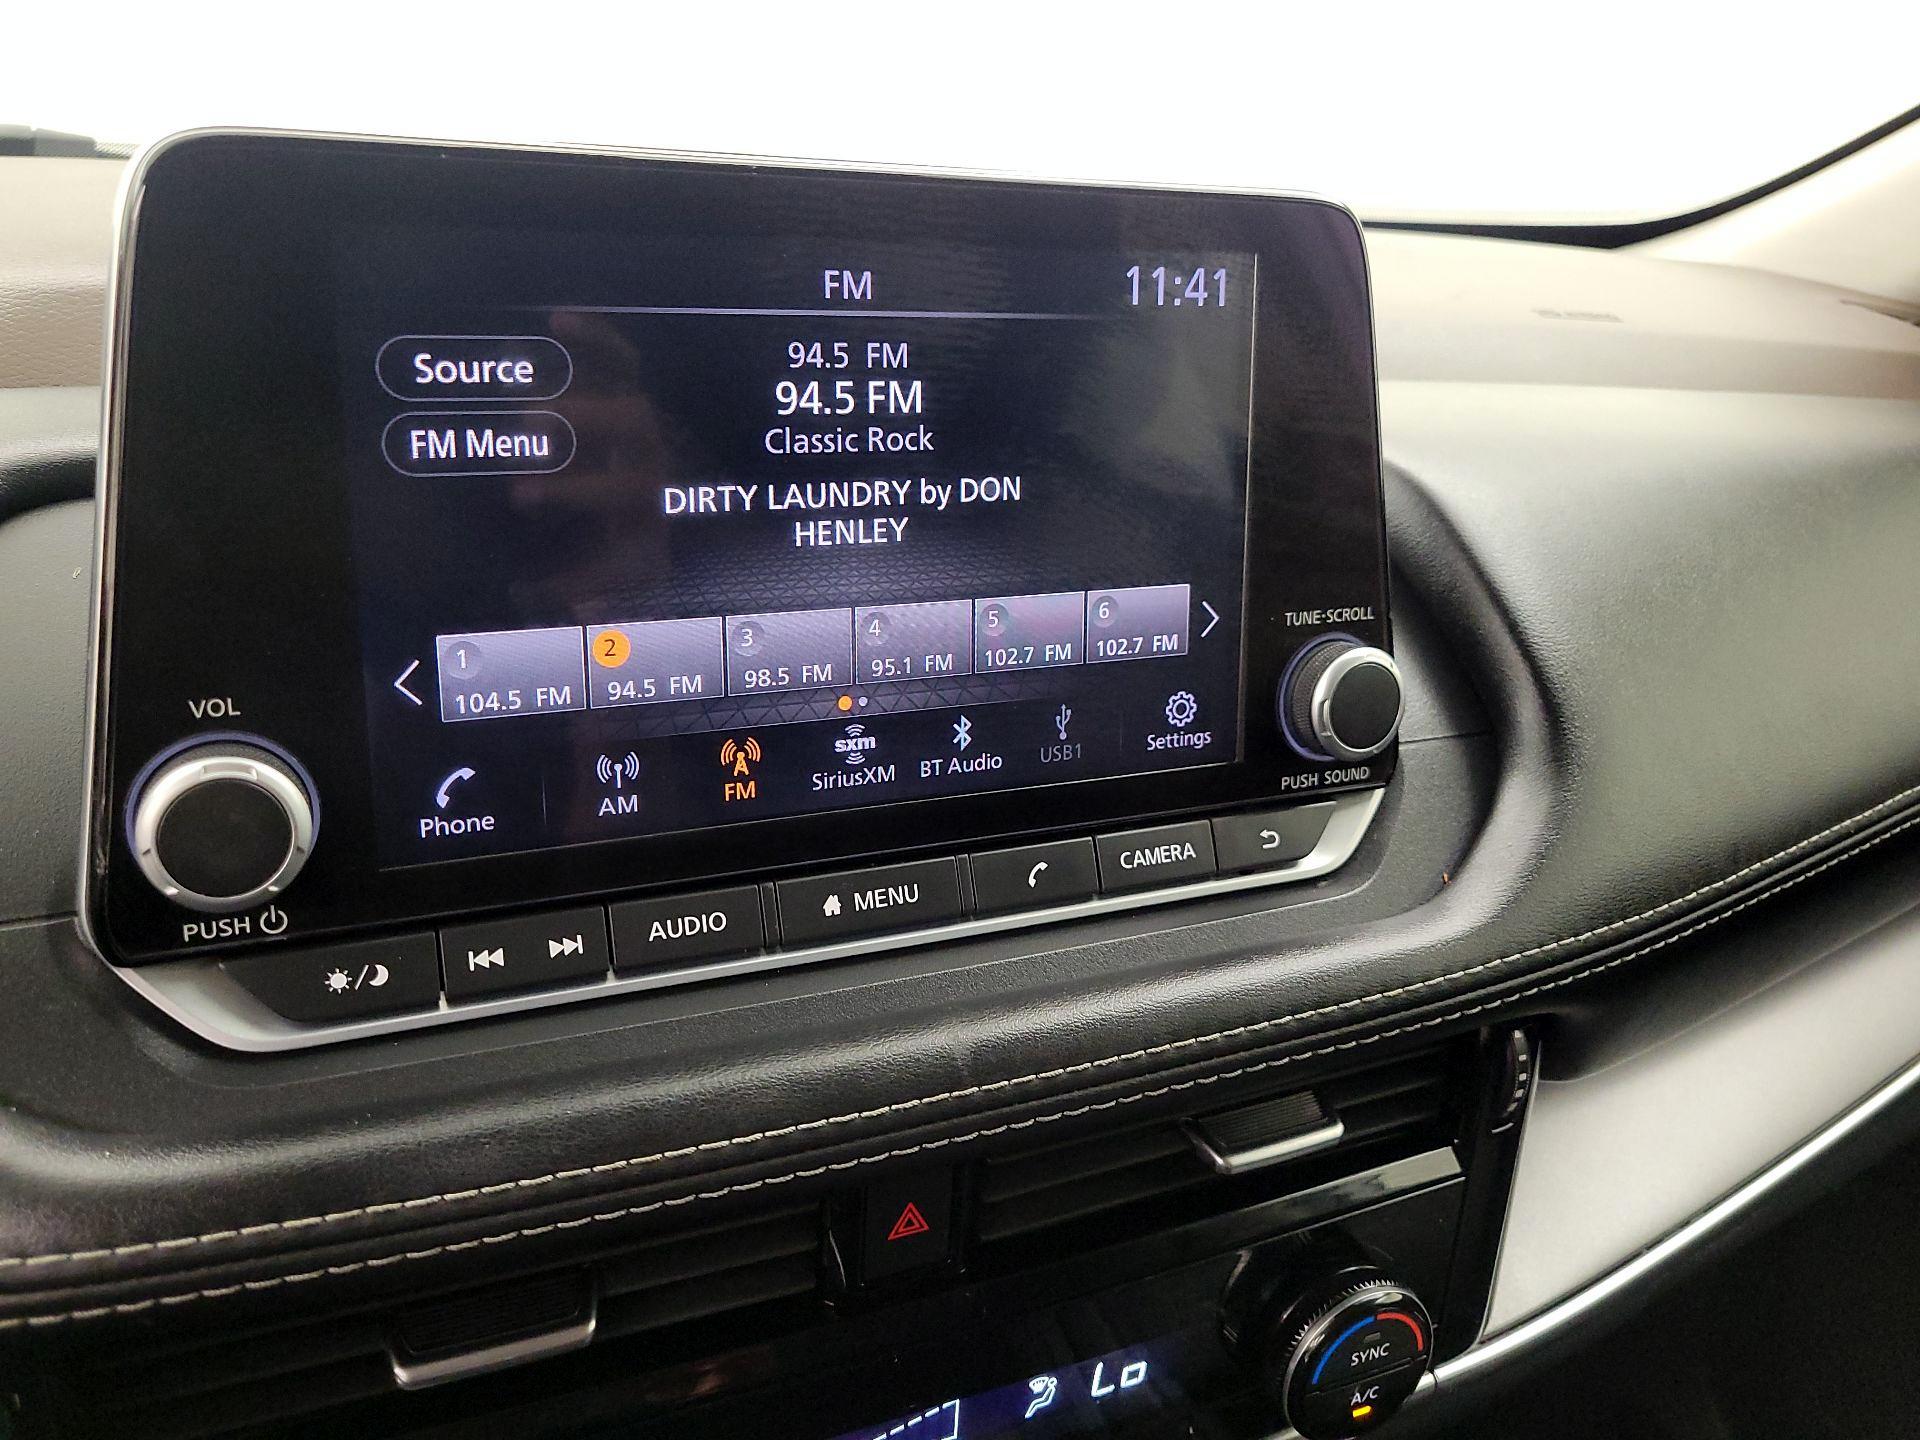 FM
11:41
Source
94.5 FM
94.5 FM
FM Menu
Classic Rock
DIRTY LAUNDRY by DON
HENLEY
1
104.5 FM
2
94.5 FM
3
98.5 FM
4
95.1 FM
5
102.7 FM
6
102.7 FM
TUNE·SCROLL
VOL
Phone
AM
FM
sxm
SiriusXM
BT Audio
USB1
Settings
PUSH SOUND
PUSH
AUDIO
MENU
CAMERA
SYNC
A/C
Lo